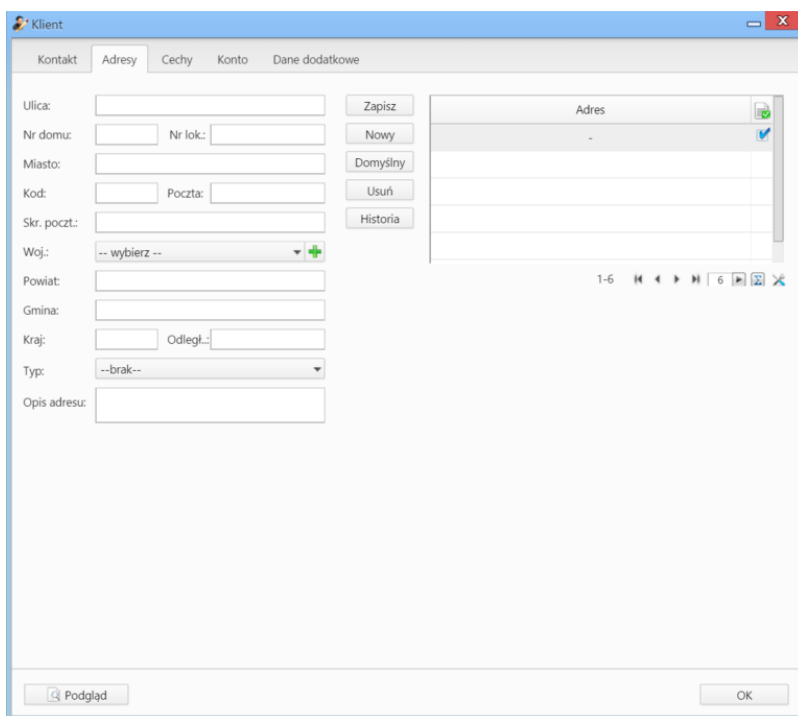 Klient
Kontakt Adresy Cechy Konto Dane dodatkowe
Ulica: Zapisz Adres
Nr domu: Nr lok.: Nowy -
Miasto: Domyślny
Kod: Poczta: Usuń
Skr. poczt.: Historia
Woj.: -- wybierz --
Powiat: 1-6 6
Gmina:
Kraj: Odległ..:
Typ: --brak--
Opis adresu:
Podgląd OK